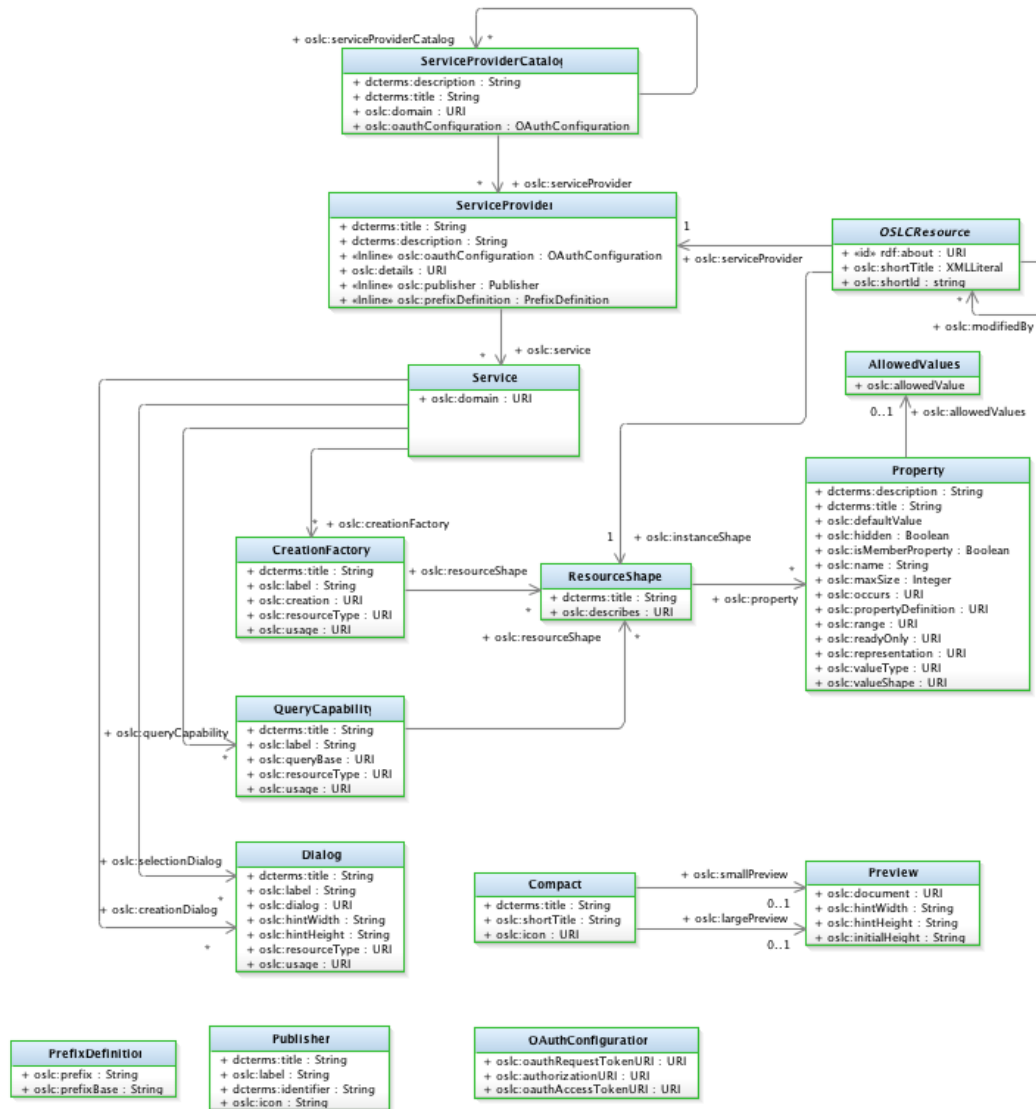 + oslc:serviceProviderCatalog
*
ServiceProviderCatalog
+ dcterms:description : String
+ dcterms:title : String
+ oslc:domain : URI
+ oslc:oauthConfiguration : OAuthConfiguration
*
+ oslc:serviceProvider
ServiceProvider
+ dcterms:title : String
+ dcterms:description : String
+ «Inline» oslc:oauthConfiguration : OAuthConfiguration
+ oslc:details : URI
+ «Inline» oslc:publisher : Publisher
+ «Inline» oslc:prefixDefinition : PrefixDefinition
1
+ oslc:serviceProvider
OSLCResource
+ «id» rdf:about : URI
+ oslc:shortTitle : XMLLiteral
+ oslc:shortId : string
*
+ oslc:modifiedBy
*
+ oslc:service
Service
+ oslc:domain : URI
AllowedValues
+ oslc:allowedValue
0..1
+ oslc:allowedValues
Property
+ dcterms:description : String
+ dcterms:title : String
+ oslc:defaultValue
+ oslc:hidden : Boolean
+ oslc:isMemberProperty : Boolean
+ oslc:name : String
+ oslc:maxSize : Integer
+ oslc:occurs : URI
+ oslc:propertyDefinition : URI
+ oslc:range : URI
+ oslc:readyOnly : URI
+ oslc:representation : URI
+ oslc:valueType : URI
+ oslc:valueShape : URI
*
+ oslc:creationFactory
CreationFactory
+ dcterms:title : String
+ oslc:label : String
+ oslc:creation : URI
+ oslc:resourceType : URI
+ oslc:usage : URI
+ oslc:resourceShape
*
1
+ oslc:instanceShape
ResourceShape
+ dcterms:title : String
+ oslc:describes : URI
*
+ oslc:property
+ oslc:resourceShape
*
QueryCapability
+ dcterms:title : String
+ oslc:label : String
+ oslc:queryBase : URI
+ oslc:resourceType : URI
+ oslc:usage : URI
+ oslc:queryCapability
*
Dialog
+ dcterms:title : String
+ oslc:label : String
+ oslc:dialog : URI
+ oslc:hintWidth : String
+ oslc:hintHeight : String
+ oslc:resourceType : URI
+ oslc:usage : URI
+ oslc:selectionDialog
*
+ oslc:creationDialog
*
Compact
+ dcterms:title : String
+ oslc:shortTitle : String
+ oslc:icon : URI
+ oslc:smallPreview
0..1
+ oslc:largePreview
0..1
Preview
+ oslc:document : URI
+ oslc:hintWidth : String
+ oslc:hintHeight : String
+ oslc:initialHeight : String
PrefixDefinition
+ oslc:prefix : String
+ oslc:prefixBase : String
Publisher
+ dcterms:title : String
+ oslc:label : String
+ dcterms:identifier : String
+ oslc:icon : String
OAuthConfiguration
+ oslc:oauthRequestTokenURI : URI
+ oslc:authorizationURI : URI
+ oslc:oauthAccessTokenURI : URI